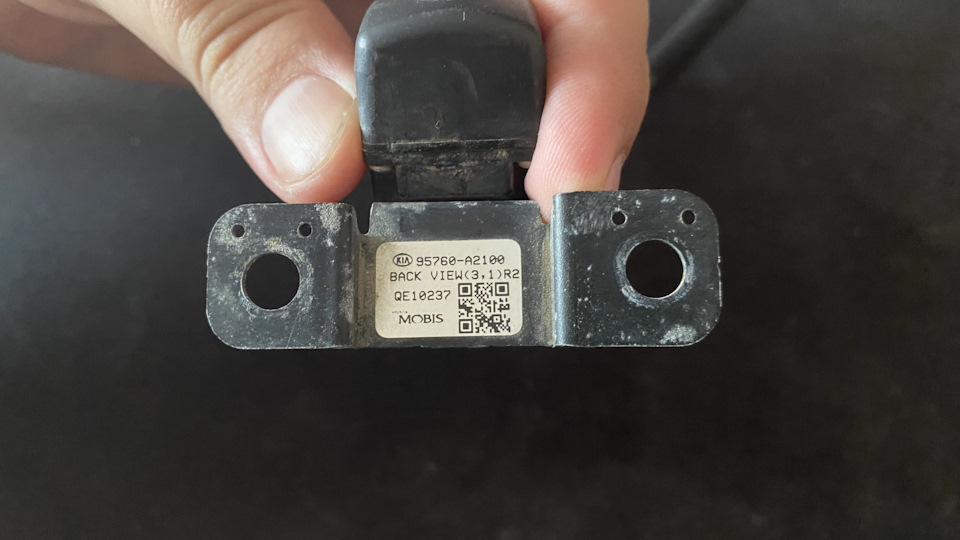 KIA 95760-A2100
BACK VIEW(3,1)R2
QE10237
MOBIS